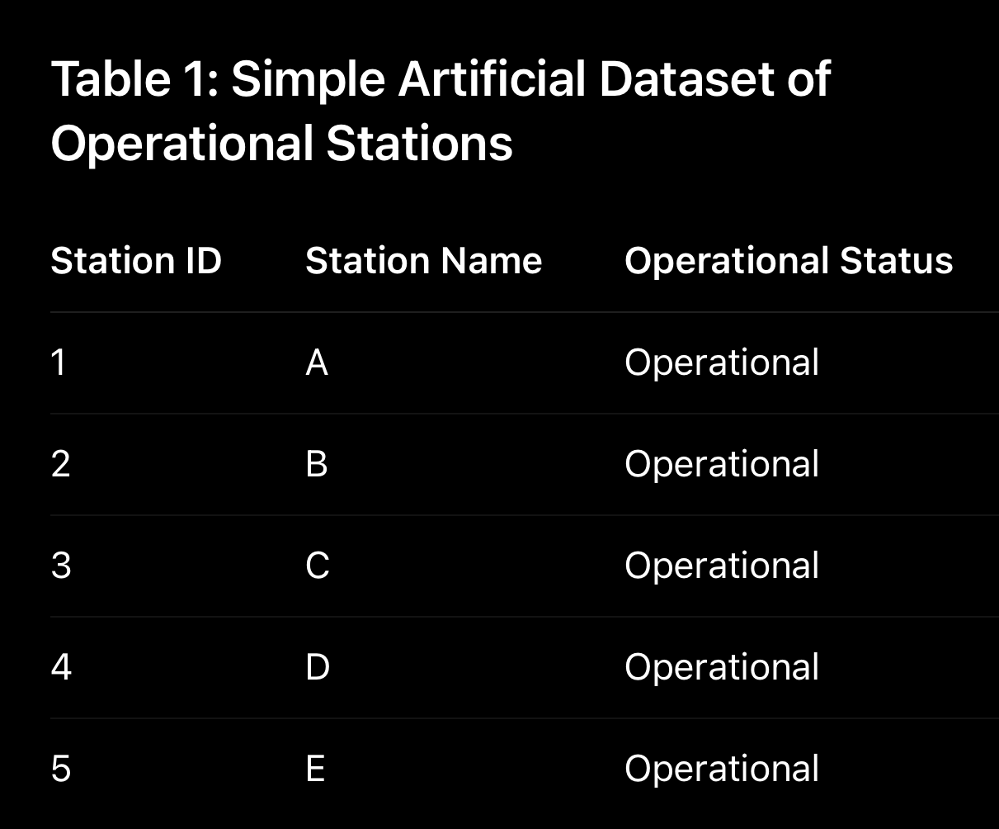 Table 1: Simple Artificial Dataset of
Operational Stations
Station ID Station Name Operational Status
1 A Operational
2 B Operational
3 C Operational
4 D Operational
5 E Operational